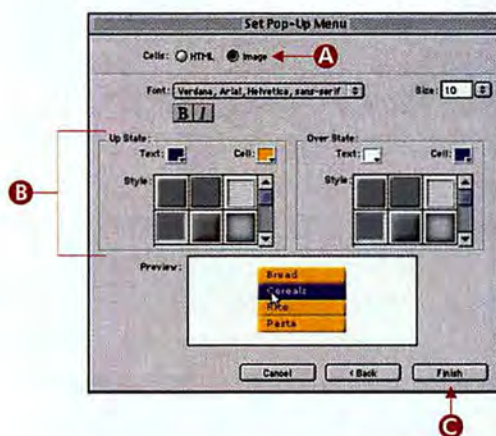 Set Pop-Up Menu
Cells: HTML Image
A
Font: Verdana, Arial, Helvetica, sans-serif Size: 10
B I
Up State: Over State:
Text: Cell: Text: Cell:
B
Style: Style:
Preview:
Bread
Cereals
Rice
Pasta
Cancel < Back Finish
C